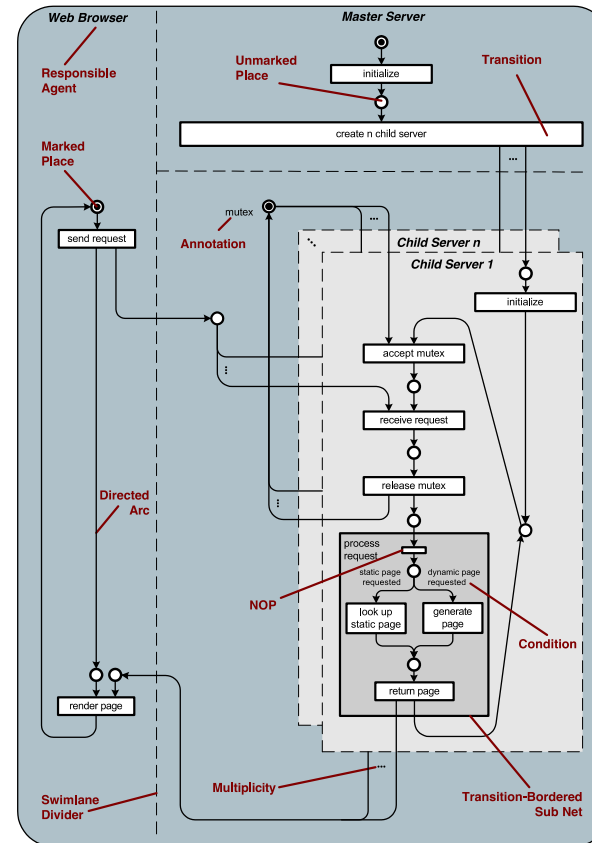 Web Browser
Master Server
Responsible
Agent
Unmarked
Place
Transition
initialize
create n child server
...
Marked
Place
mutex
Annotation
...
send request
...
Child Server n
Child Server 1
initialize
accept mutex
...
receive request
release mutex
...
Directed
Arc
process
request
NOP
static page
requested
dynamic page
requested
look up
static page
generate
page
Condition
return page
render page
...
Multiplicity
Swimlane
Divider
Transition-Bordered
Sub Net